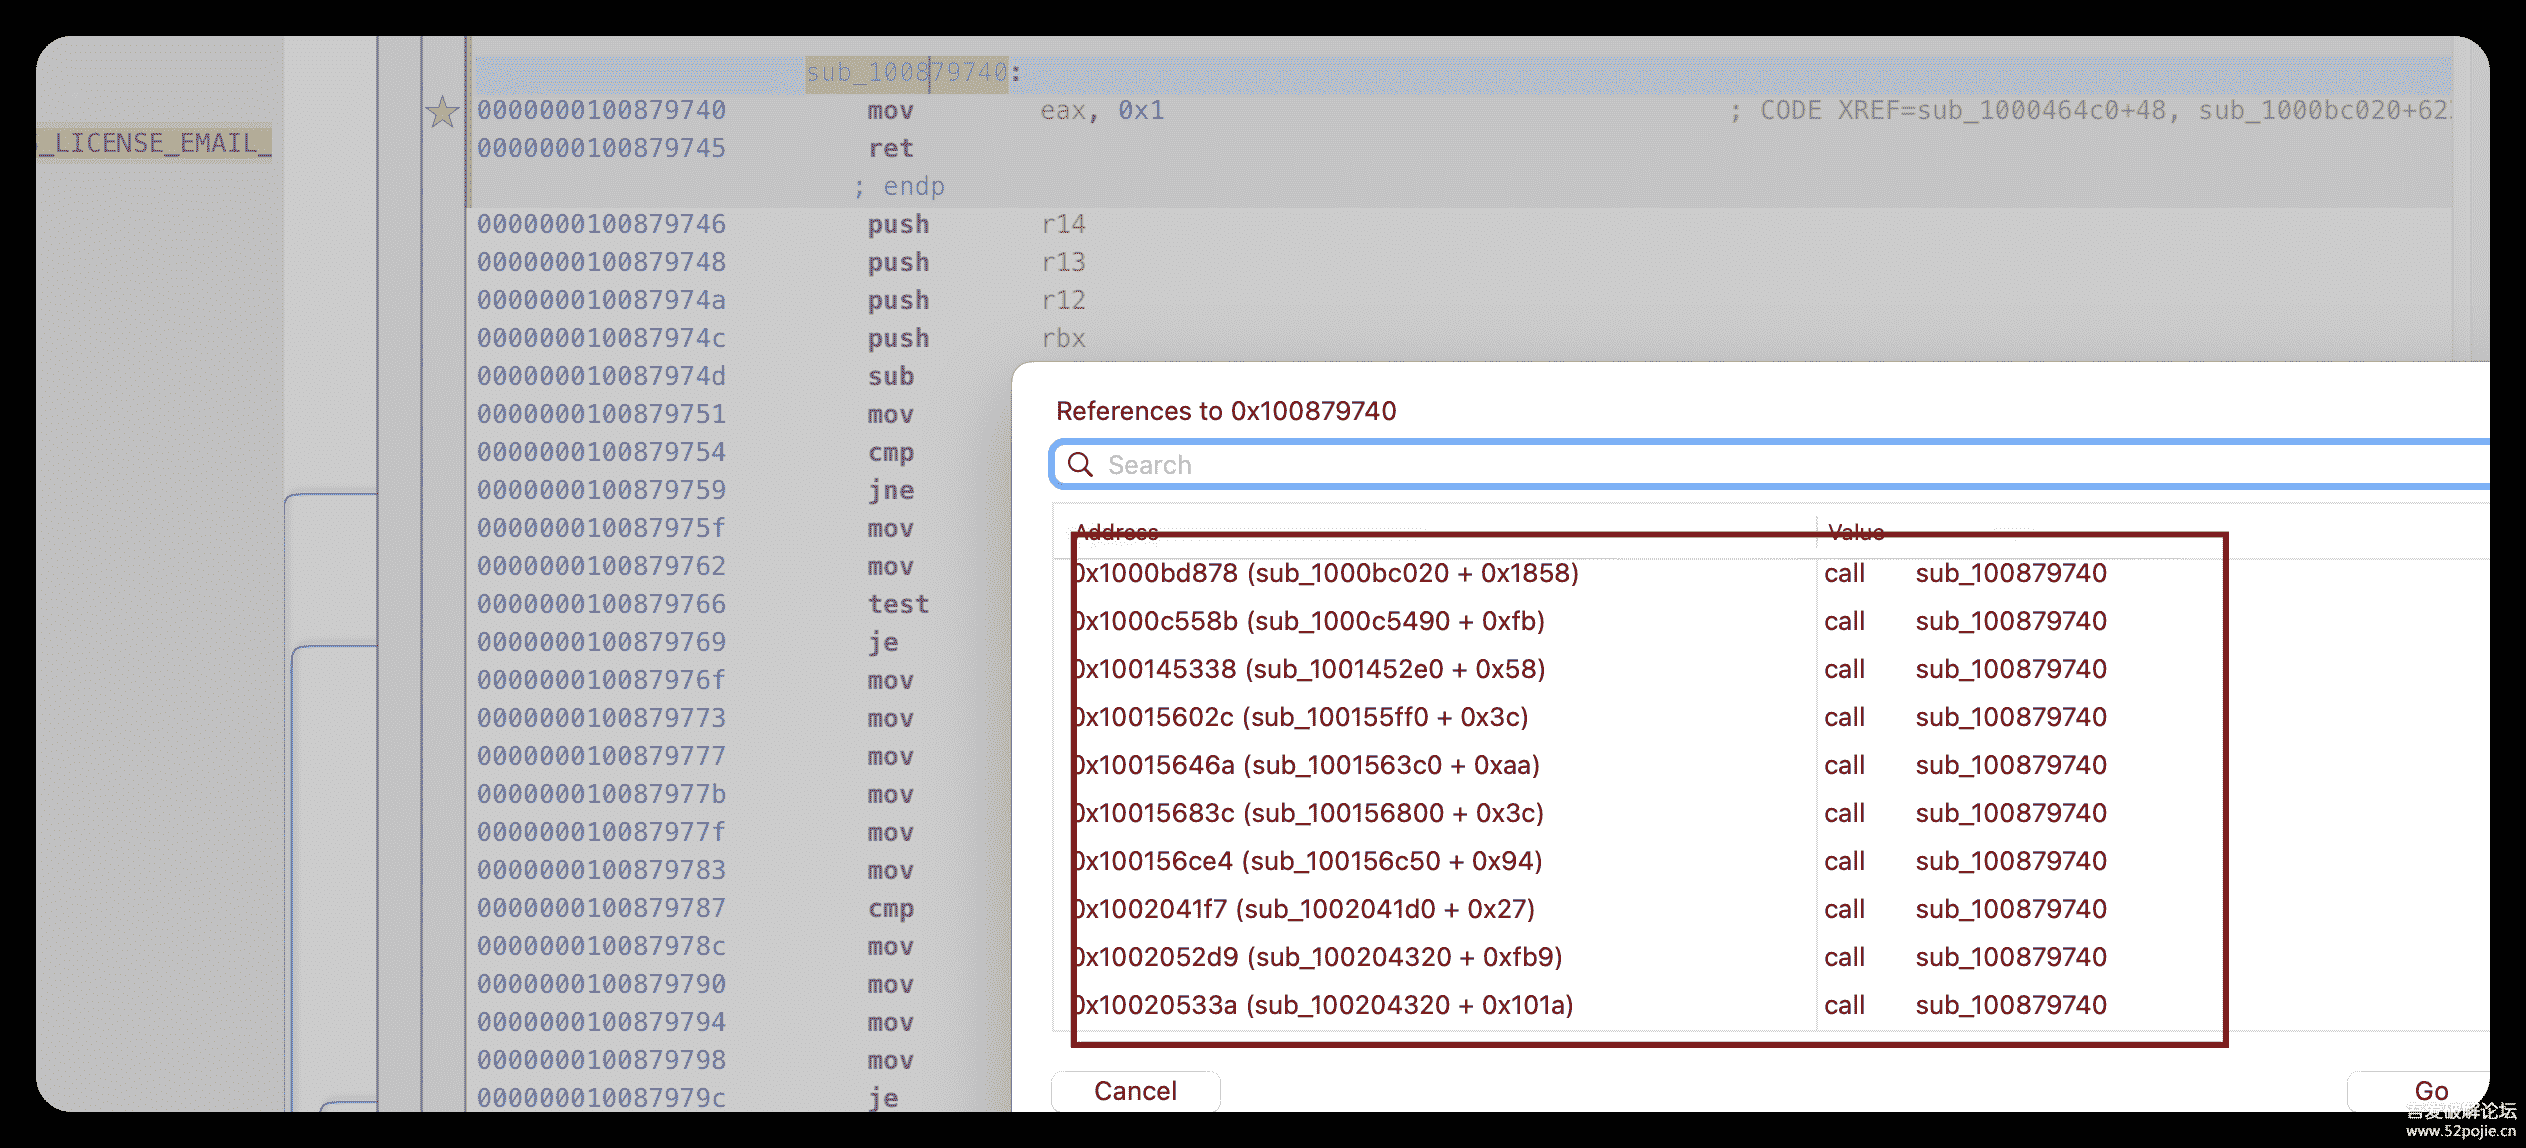 sub_100879740:
0000000100879740 mov eax, 0x1 ; CODE XREF=sub_1000464c0+48, sub_1000bc020+62
_LICENSE_EMAIL_
0000000100879745 ret
; endp
0000000100879746 push r14
0000000100879748 push r13
000000010087974a push r12
000000010087974c push rbx
000000010087974d sub
0000000100879751 mov
0000000100879754 cmp
0000000100879759 jne
000000010087975f mov
0000000100879762 mov
0000000100879766 test
0000000100879769 je
000000010087976f mov
0000000100879773 mov
0000000100879777 mov
000000010087977b mov
000000010087977f mov
0000000100879783 mov
0000000100879787 cmp
000000010087978c mov
0000000100879790 mov
0000000100879794 mov
0000000100879798 mov
000000010087979c je
References to 0x100879740
Search
Address Value
0x1000bd878 (sub_1000bc020 + 0x1858) call sub_100879740
0x1000c558b (sub_1000c5490 + 0xfb) call sub_100879740
0x100145338 (sub_1001452e0 + 0x58) call sub_100879740
0x10015602c (sub_100155ff0 + 0x3c) call sub_100879740
0x10015646a (sub_1001563c0 + 0xaa) call sub_100879740
0x10015683c (sub_100156800 + 0x3c) call sub_100879740
0x100156ce4 (sub_100156c50 + 0x94) call sub_100879740
0x1002041f7 (sub_1002041d0 + 0x27) call sub_100879740
0x1002052d9 (sub_100204320 + 0xfb9) call sub_100879740
0x10020533a (sub_100204320 + 0x101a) call sub_100879740
Cancel Go
吾爱破解论坛
www.52pojie.cn